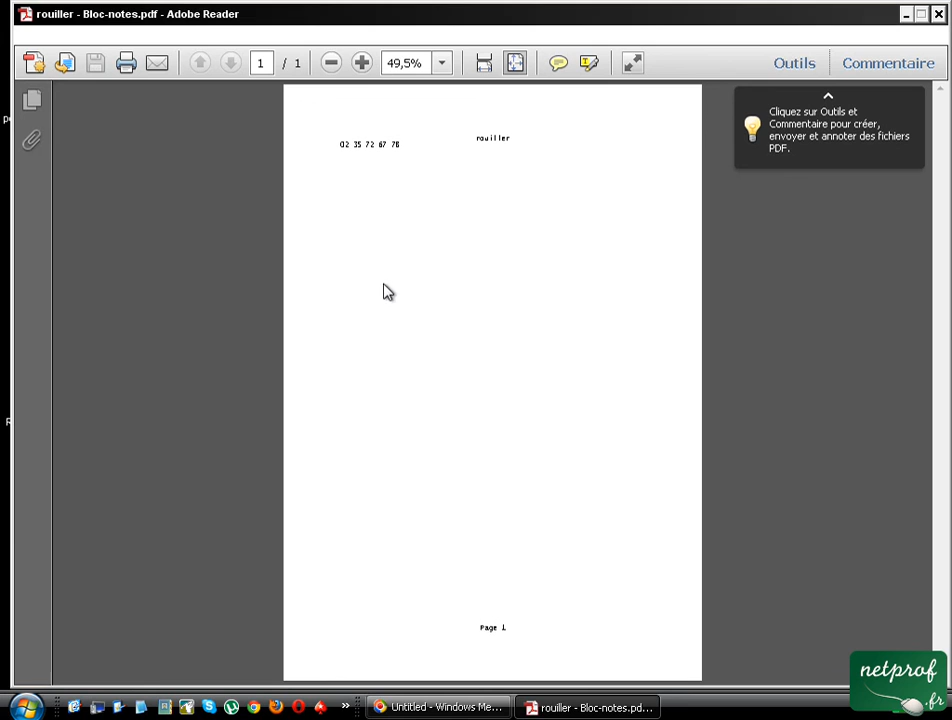 rouiller - Bloc-notes.pdf - Adobe Reader
1 / 1
49,5%
Outils
Commentaire
Cliquez sur Outils et
Commentaire pour créer,
envoyer et annoter des fichiers
PDF.
rouiller
02 35 72 67 78
Page 1
netprof
.fr
»
Untitled - Windows Me...
rouiller - Bloc-notes.pd...